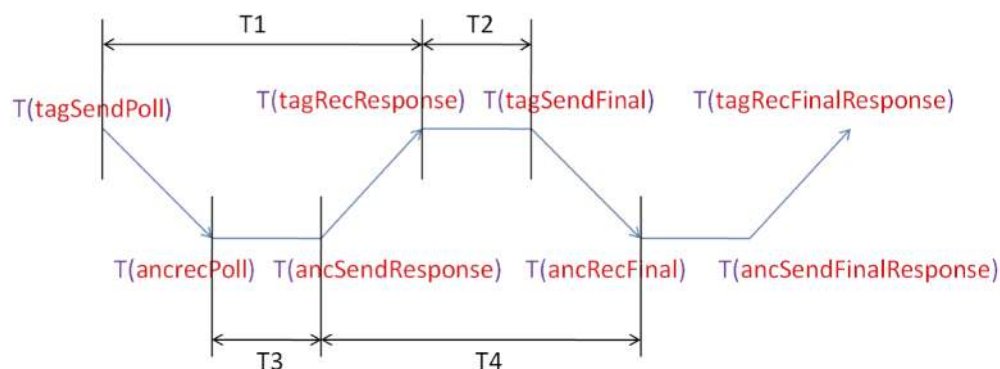 T1 T2
T(tagSendPoll) T(tagRecResponse) T(tagSendFinal) T(tagRecFinalResponse)
T(ancrecPoll) T(ancSendResponse) T(ancRecFinal) T(ancSendFinalResponse)
T3 T4